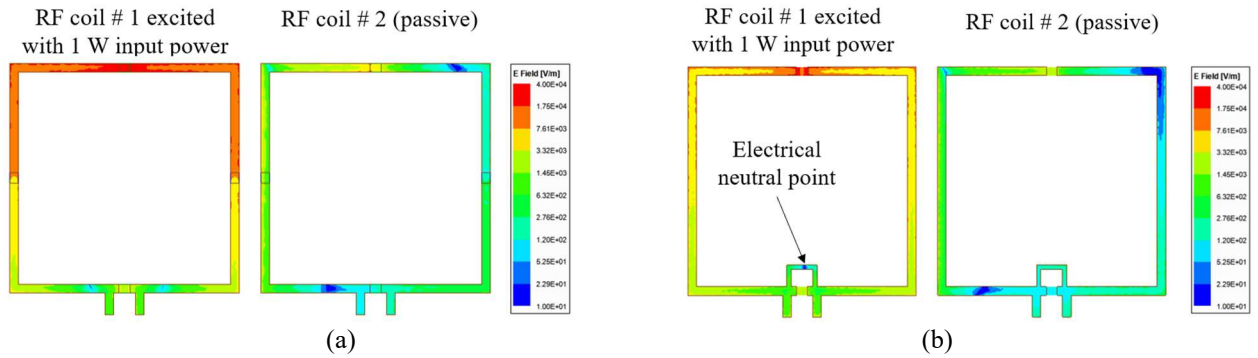 RF coil # 1 excited
with 1 W input power
RF coil # 2 (passive)
E Field [V/m]
4.00E+04
1.75E+04
7.61E+03
3.32E+03
1.45E+03
6.32E+02
2.76E+02
1.20E+02
5.25E+01
2.29E+01
1.00E+01
(a)
RF coil # 1 excited
with 1 W input power
RF coil # 2 (passive)
Electrical
neutral point
E Field [V/m]
4.00E+04
1.75E+04
7.61E+03
3.32E+03
1.45E+03
6.32E+02
2.76E+02
1.20E+02
5.25E+01
2.29E+01
1.00E+01
(b)